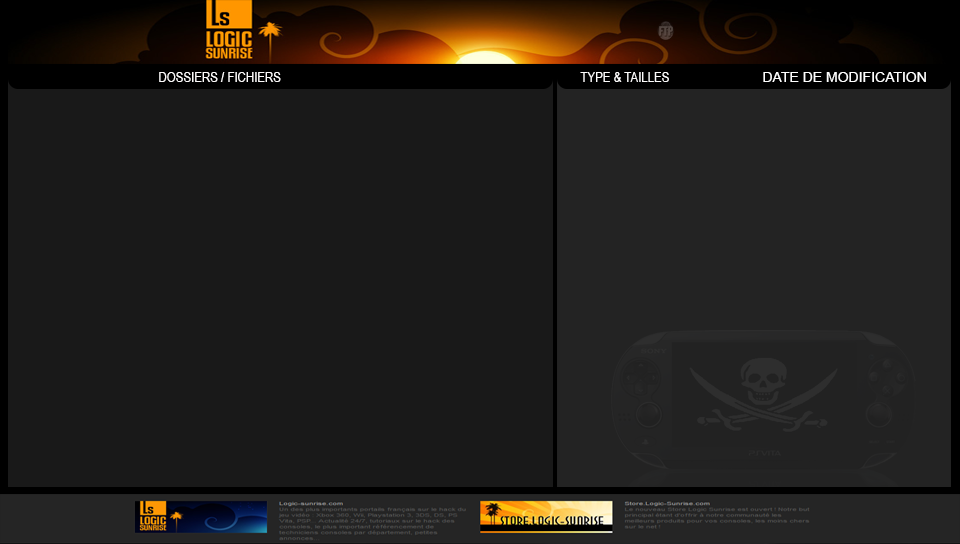 Ls
LOGIC
SUNRISE
DOSSIERS / FICHIERS
TYPE & TAILLES
DATE DE MODIFICATION
Ls
LOGIC
SUNRISE
Logic-sunrise.com
Un des plus importants portails français sur le hack du
jeu vidéo : Xbox 360, Wii, Playstation 3, 3DS, DS, PS
Vita, PSP... Actualité 24/7, tutoriaux sur le hack des
consoles, le plus important référencement de
techniciens consoles par département, petites
annonces...
STORE LOGIC-SUNRISE
Store.Logic-Sunrise.com
Le nouveau Store Logic Sunrise est ouvert ! Notre but
principal étant d'offrir à notre communauté les
meilleurs produits pour vos consoles, les moins chers
sur le net !